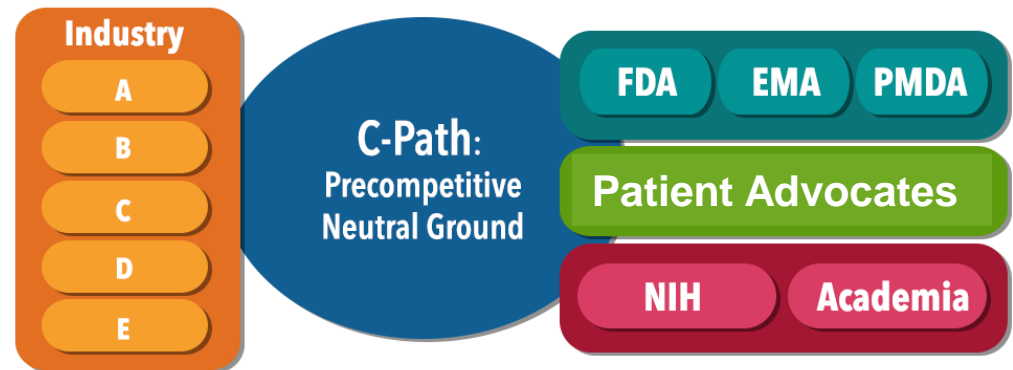 Industry
A
B
C
D
E
C-Path:
Precompetitive
Neutral Ground
FDA EMA PMDA
Patient Advocates
NIH Academia